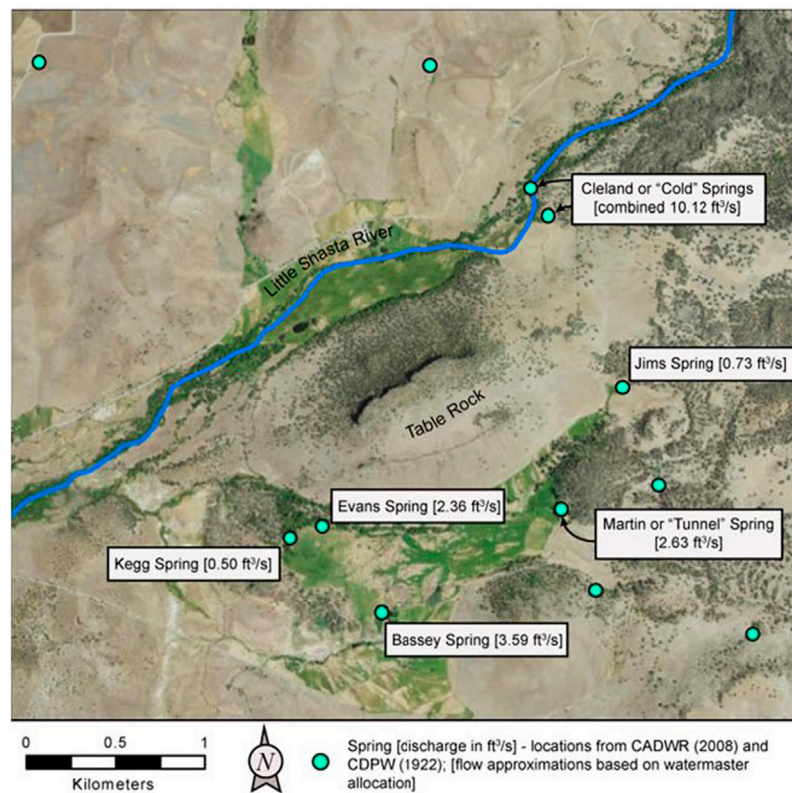 Cleland or “Cold” Springs
[combined 10.12 ft³/s]
Little Shasta River
Jims Spring [0.73 ft³/s]
Table Rock
Evans Spring [2.36 ft³/s]
Martin or “Tunnel” Spring
[2.63 ft³/s]
Kegg Spring [0.50 ft³/s]
Bassey Spring [3.59 ft³/s]
0 0.5 1
Kilometers
N
Spring [discharge in ft³/s] - locations from CADWR (2008) and
CDPW (1922); [flow approximations based on watermaster
allocation]